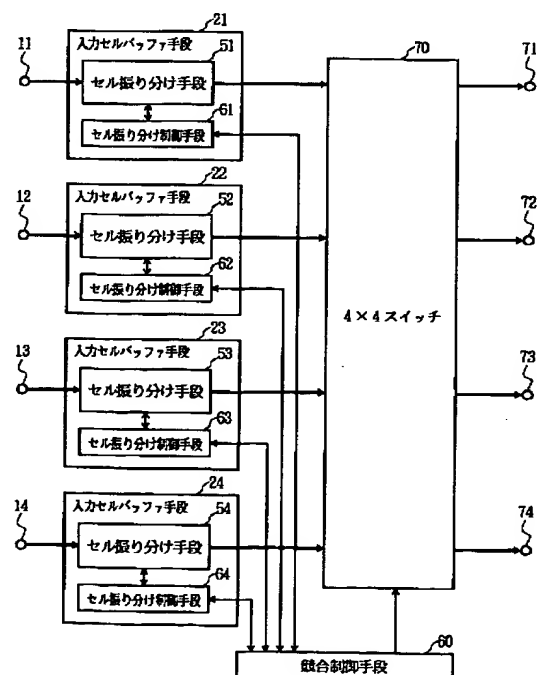 21
入力セルバッファ手段
51
11
セル振り分け手段
61
セル振り分け制御手段
22
入力セルバッファ手段
52
12
セル振り分け手段
62
セル振り分け制御手段
23
入力セルバッファ手段
53
13
セル振り分け手段
63
セル振り分け制御手段
24
入力セルバッファ手段
54
14
セル振り分け手段
64
セル振り分け制御手段
70
4×4スイッチ
71
72
73
74
60
競合制御手段